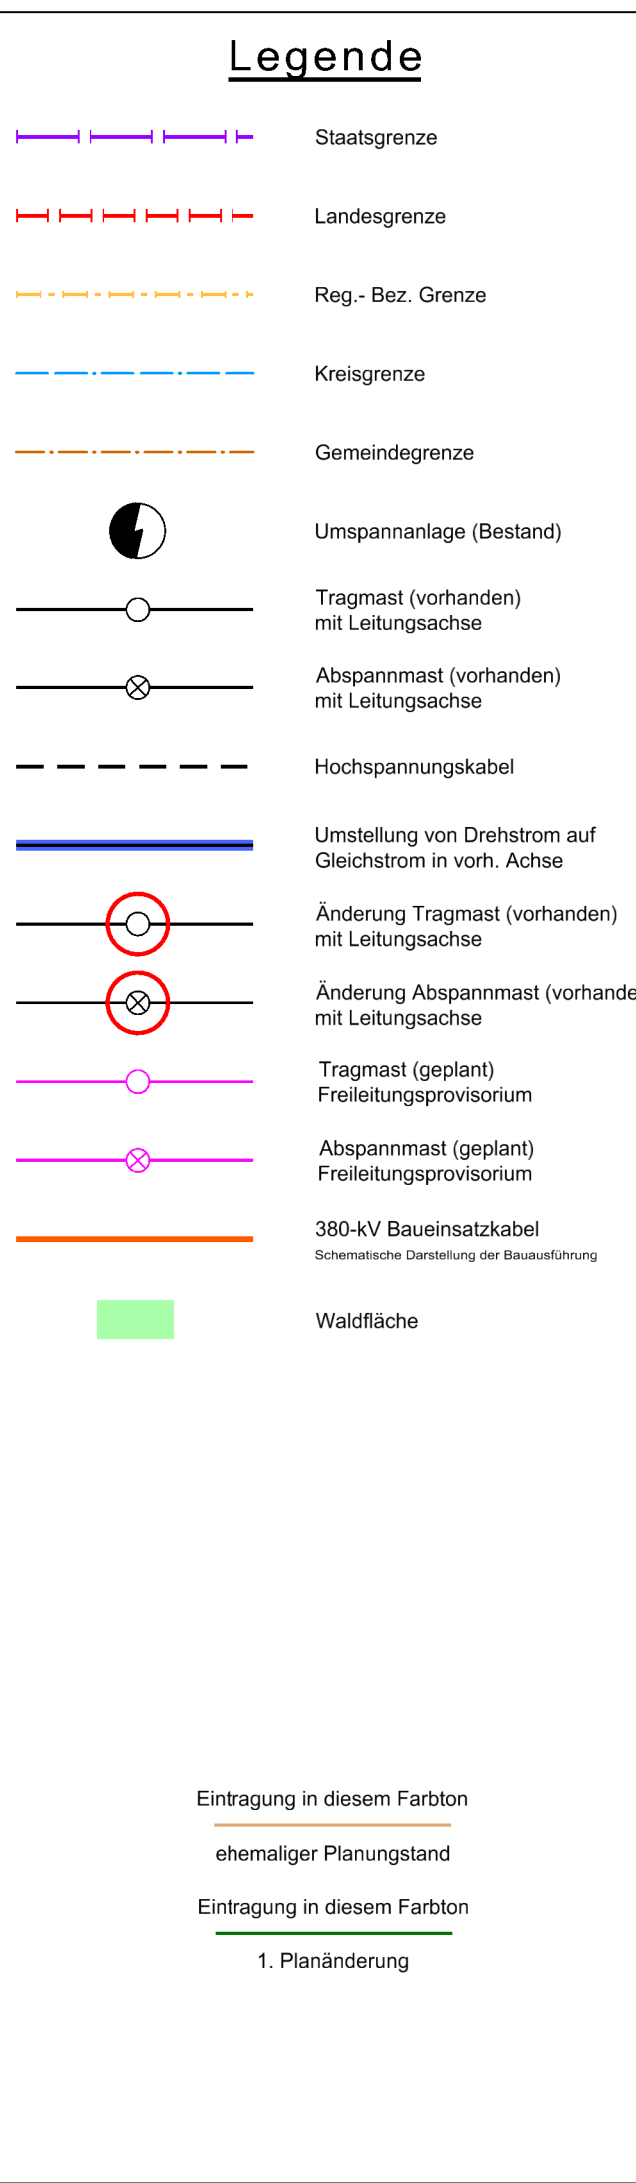 Legende
Staatsgrenze
Landesgrenze
Reg.- Bez. Grenze
Kreisgrenze
Gemeindegrenze
Umspannanlage (Bestand)
Tragmast (vorhanden)
mit Leitungsachse
Abspannmast (vorhanden)
mit Leitungsachse
Hochspannungskabel
Umstellung von Drehstrom auf
Gleichstrom in vorh. Achse
Änderung Tragmast (vorhanden)
mit Leitungsachse
Änderung Abspannmast (vorhande
mit Leitungsachse
Tragmast (geplant)
Freileitungsprovisorium
Abspannmast (geplant)
Freileitungsprovisorium
380-kV Baueinsatzkabel
Schematische Darstellung der Bauausführung
Waldfläche
Eintragung in diesem Farbton
ehemaliger Planungstand
Eintragung in diesem Farbton
1. Planänderung